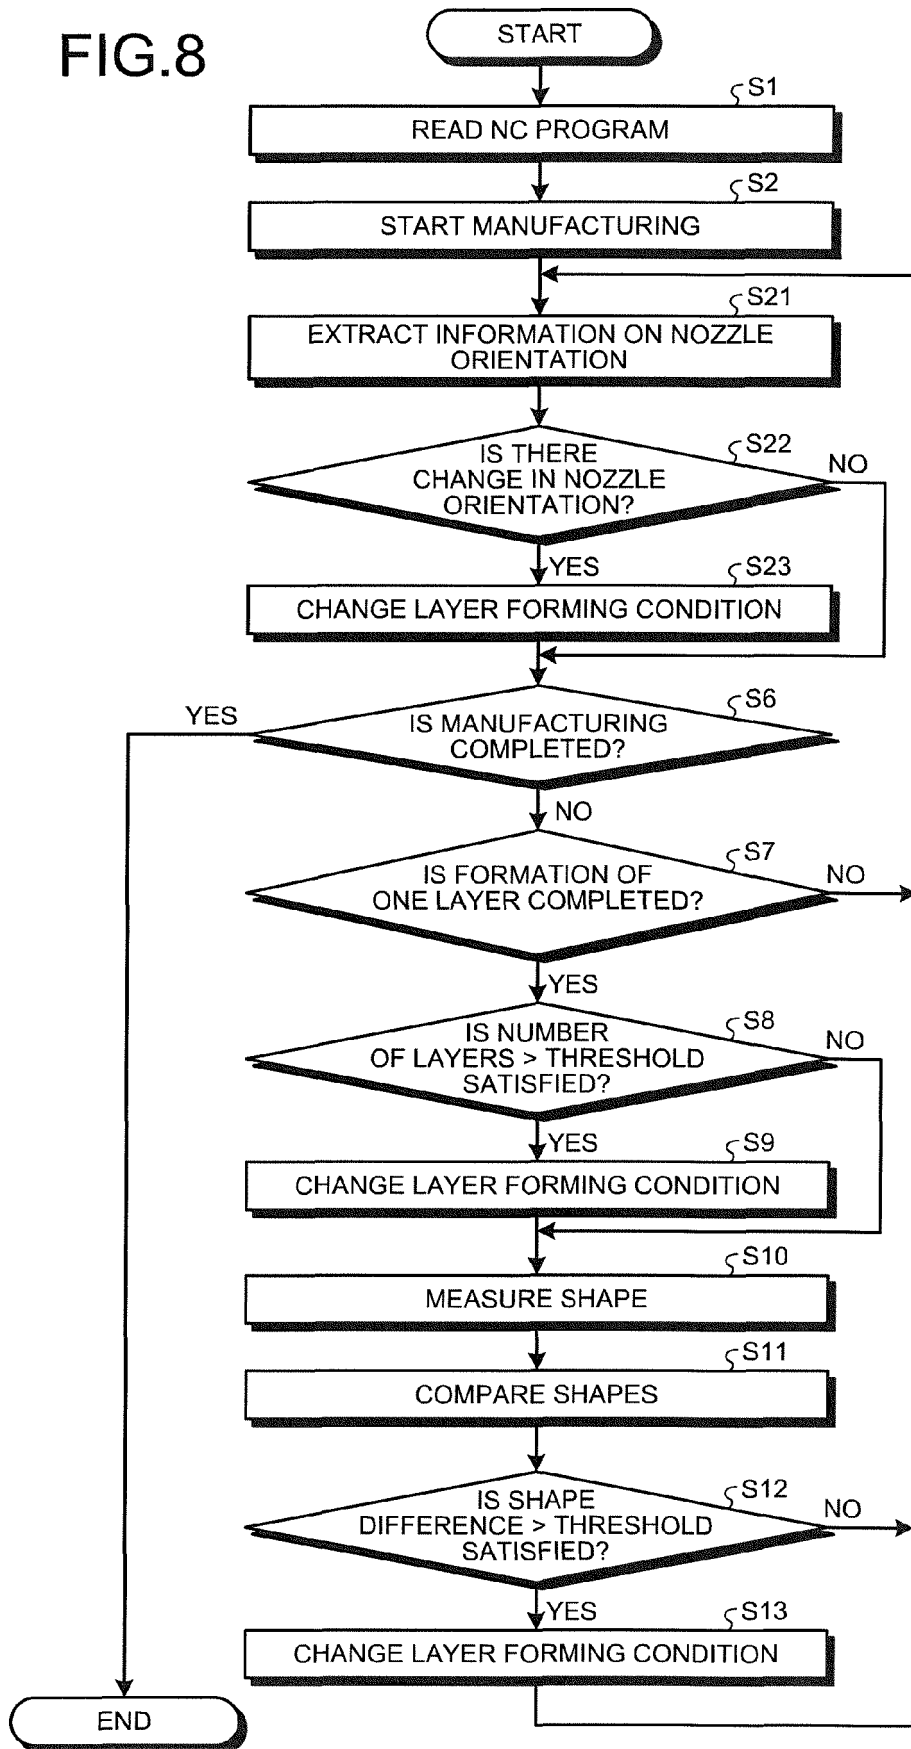 FIG.8
START
S1
READ NC PROGRAM
S2
START MANUFACTURING
S21
EXTRACT INFORMATION ON NOZZLE
ORIENTATION
S22
IS THERE
CHANGE IN NOZZLE
ORIENTATION?
NO
YES
S23
CHANGE LAYER FORMING CONDITION
S6
YES
IS MANUFACTURING
COMPLETED?
NO
S7
IS FORMATION OF
ONE LAYER COMPLETED?
NO
YES
S8
IS NUMBER
OF LAYERS > THRESHOLD
SATISFIED?
NO
YES
S9
CHANGE LAYER FORMING CONDITION
S10
MEASURE SHAPE
S11
COMPARE SHAPES
S12
IS SHAPE
DIFFERENCE > THRESHOLD
SATISFIED?
NO
YES
S13
CHANGE LAYER FORMING CONDITION
END